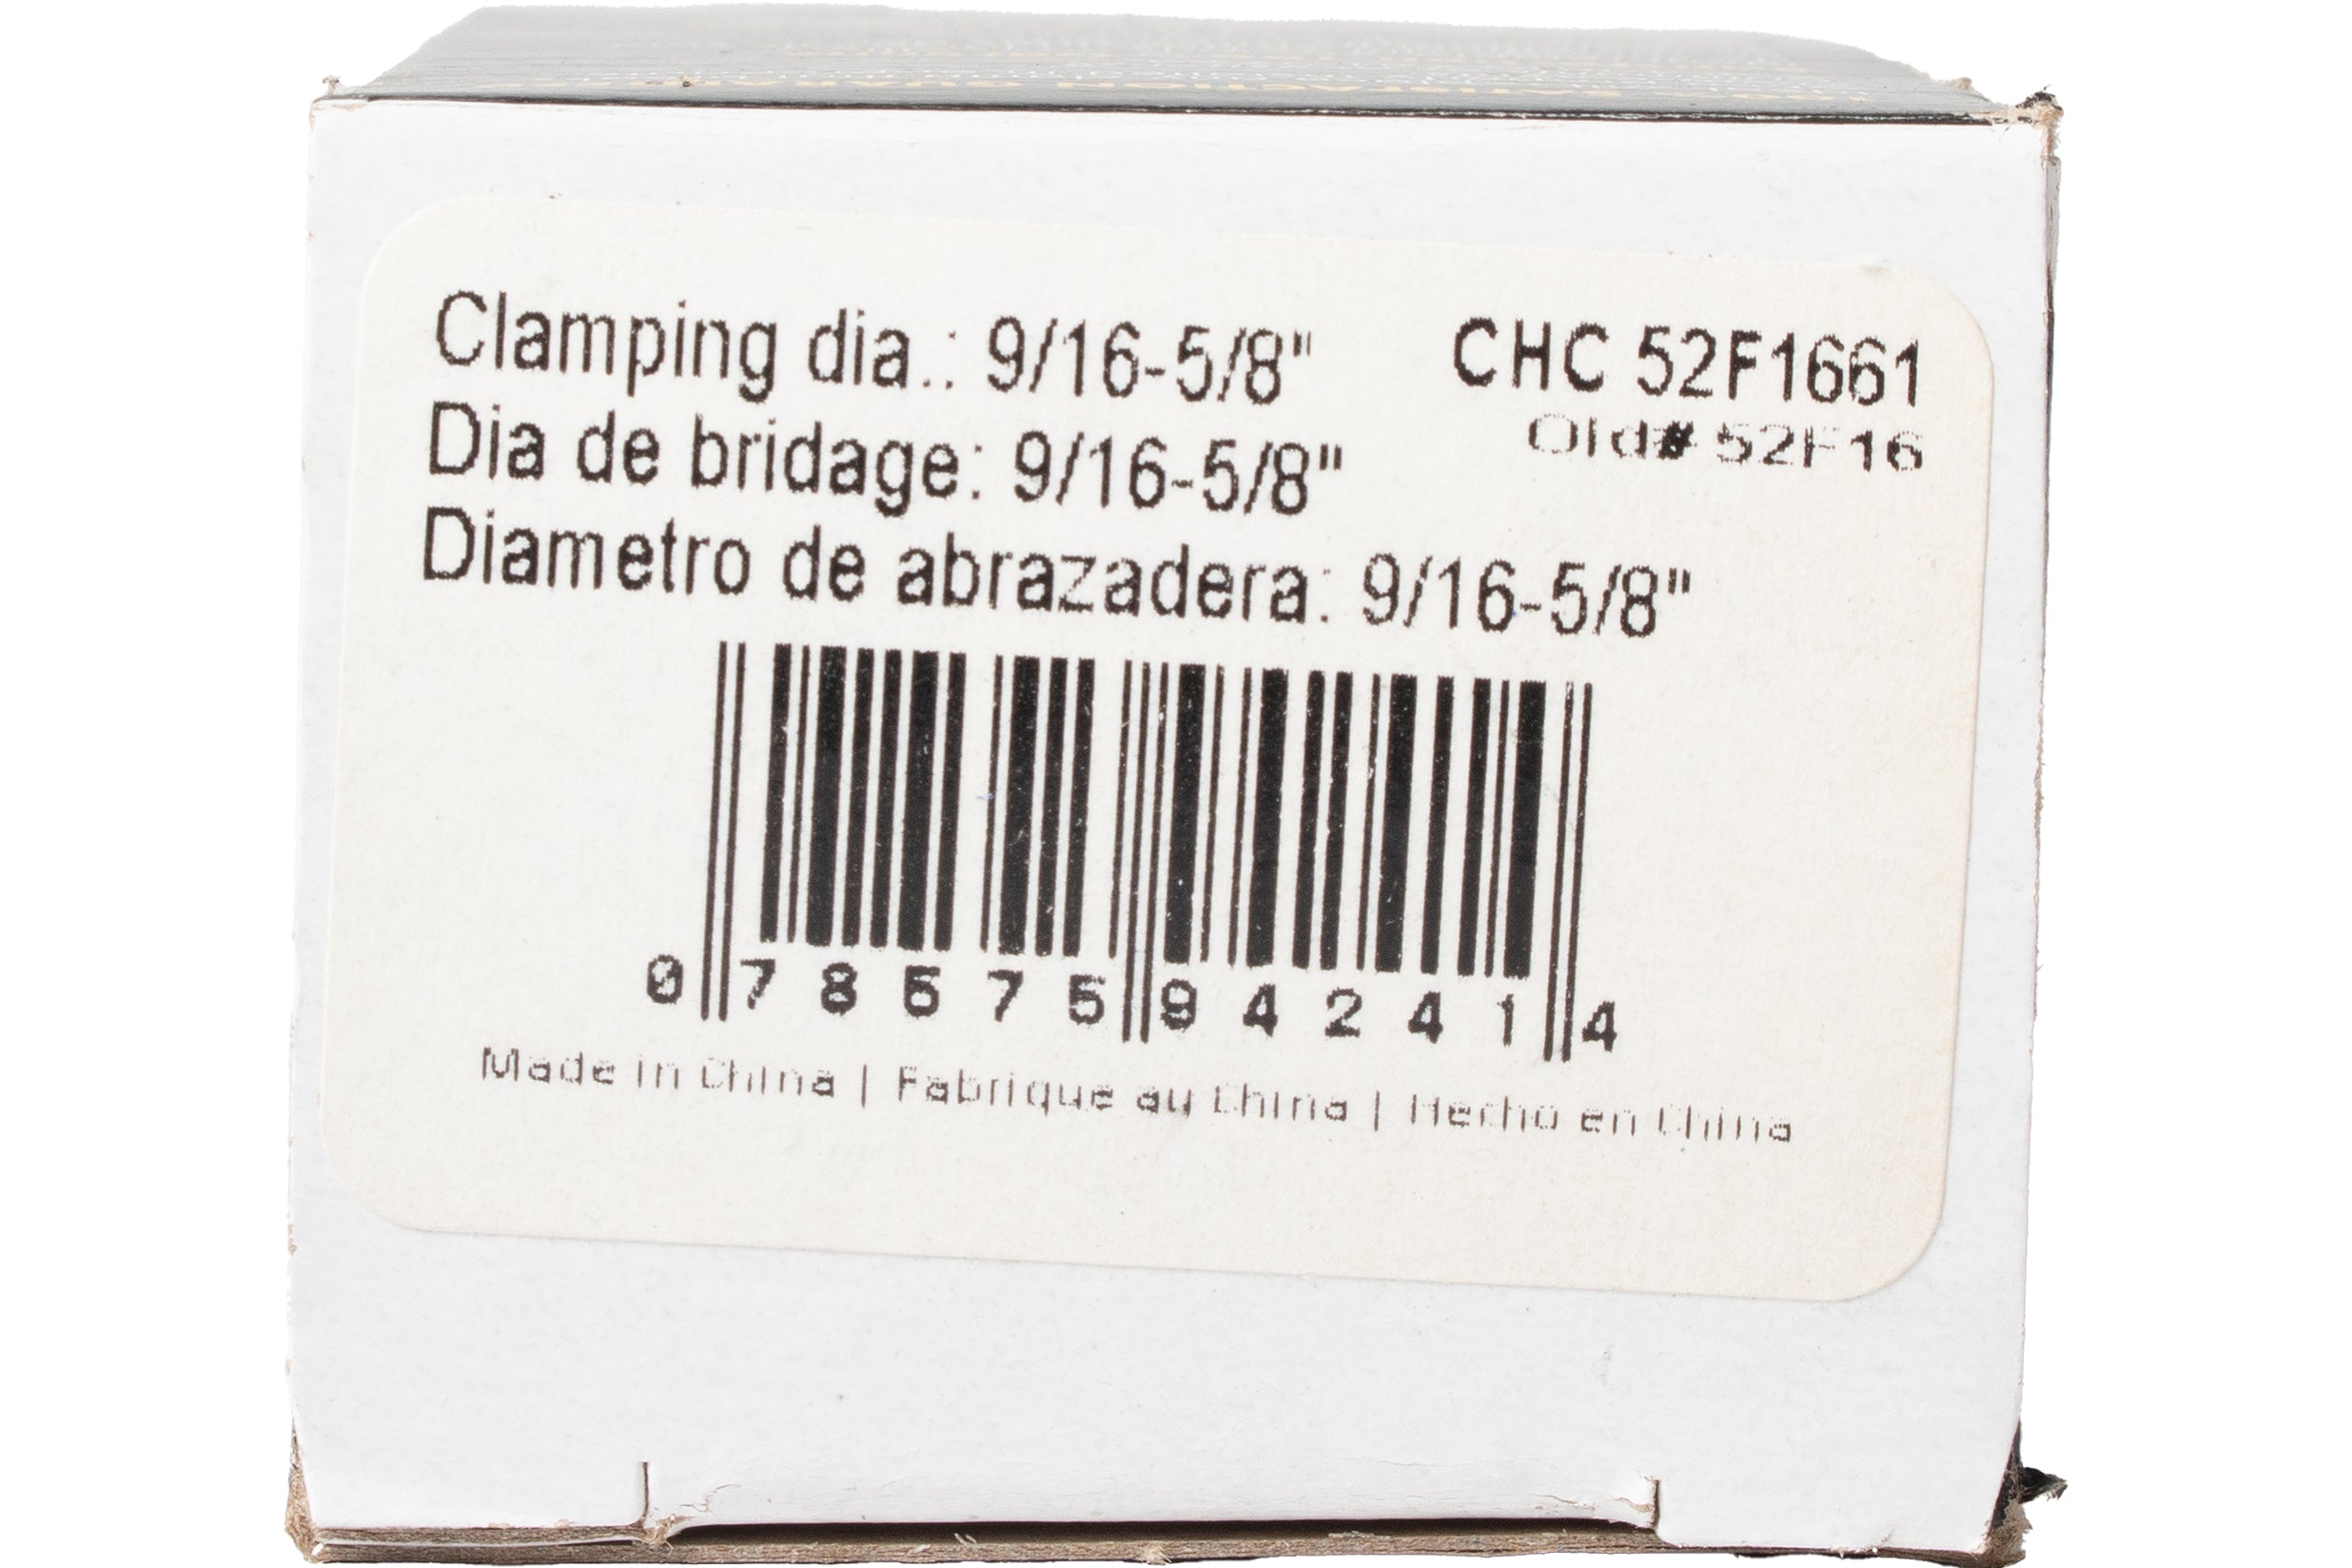 Clamping dia.: 9/16-5/8" CHC 52F1661
Old# 52F16
Dia de bridage: 9/16-5/8"
Diametro de abrazadera: 9/16-5/8"
0 78575 94241 4
Made in China | Fabrique au China | Hecho en China